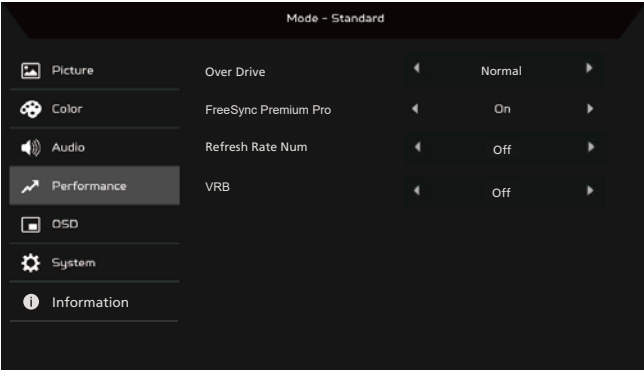 Mode - Standard
Picture
Color
Audio
Performance
OSD
System
Information
Over Drive Normal
FreeSync Premium Pro On
Refresh Rate Num Off
VRB Off